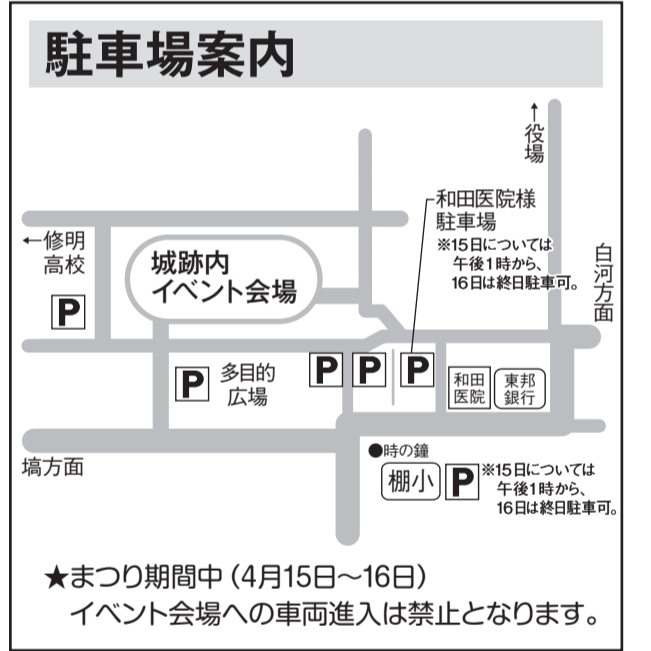 駐車場案内
↑
役場
和田医院様
駐車場
※15日については
午後1時から、
16日は終日駐車可。
←修明
高校
P
城跡内
イベント会場
白河方面
P
多目的
広場
P
P
P
和田
医院
東邦
銀行
塙方面
●時の鐘
棚小
P
※15日については
午後1時から、
16日は終日駐車可。
★まつり期間中（4月15日～16日）
イベント会場への車両進入は禁止となります。